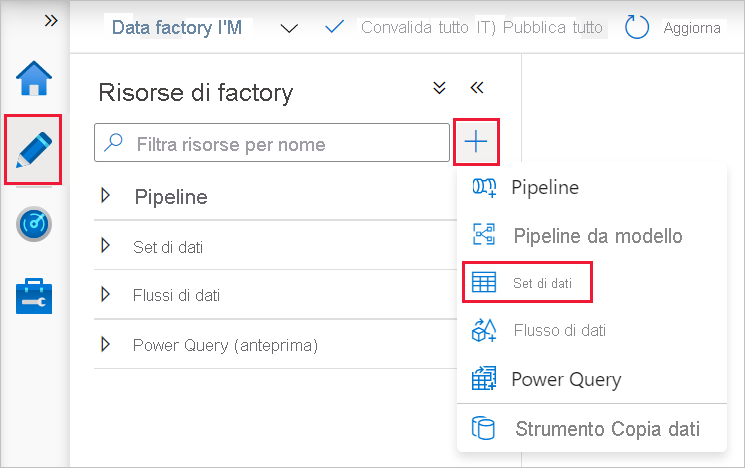 Data factory I'M Convalida tutto IT) Pubblica tutto Aggiorna
Risorse di factory
Filtra risorse per nome
Pipeline
Set di dati
Flussi di dati
Power Query (anteprima)
Pipeline
Pipeline da modello
Set di dati
Flusso di dati
Power Query
Strumento Copia dati